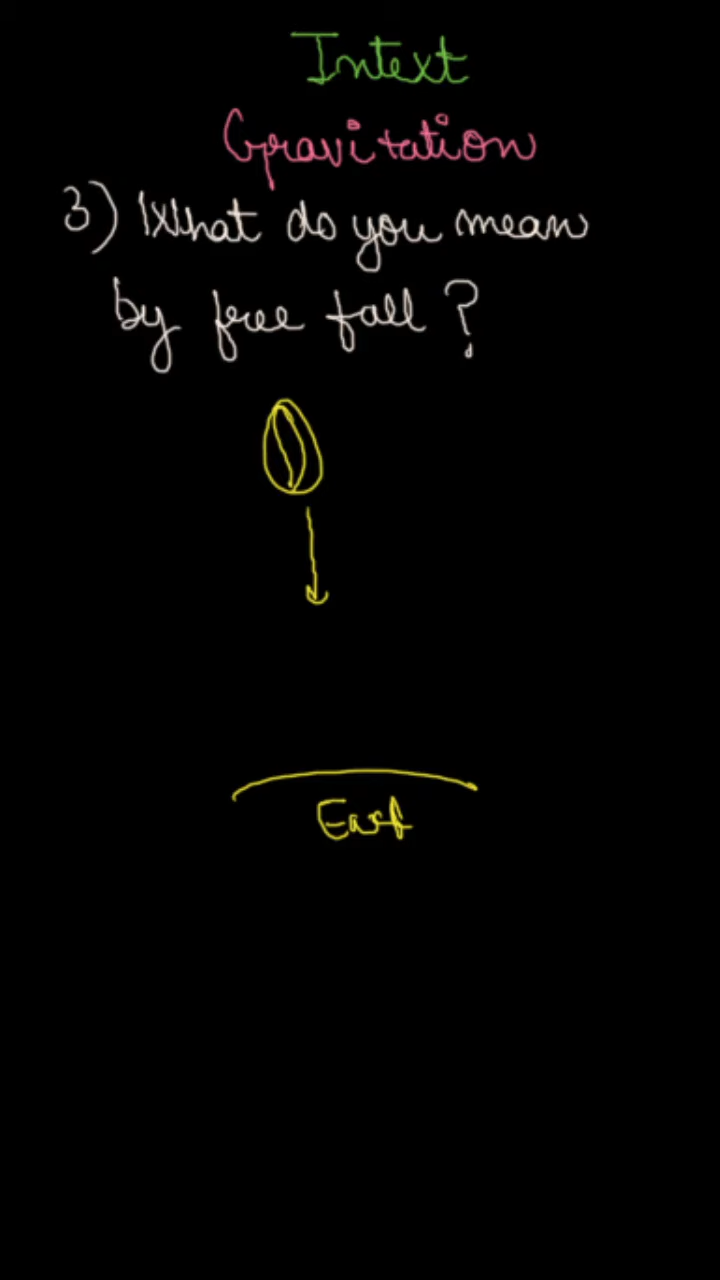 Intext
Gravitation
3) What do you mean
by free fall ?
Eart